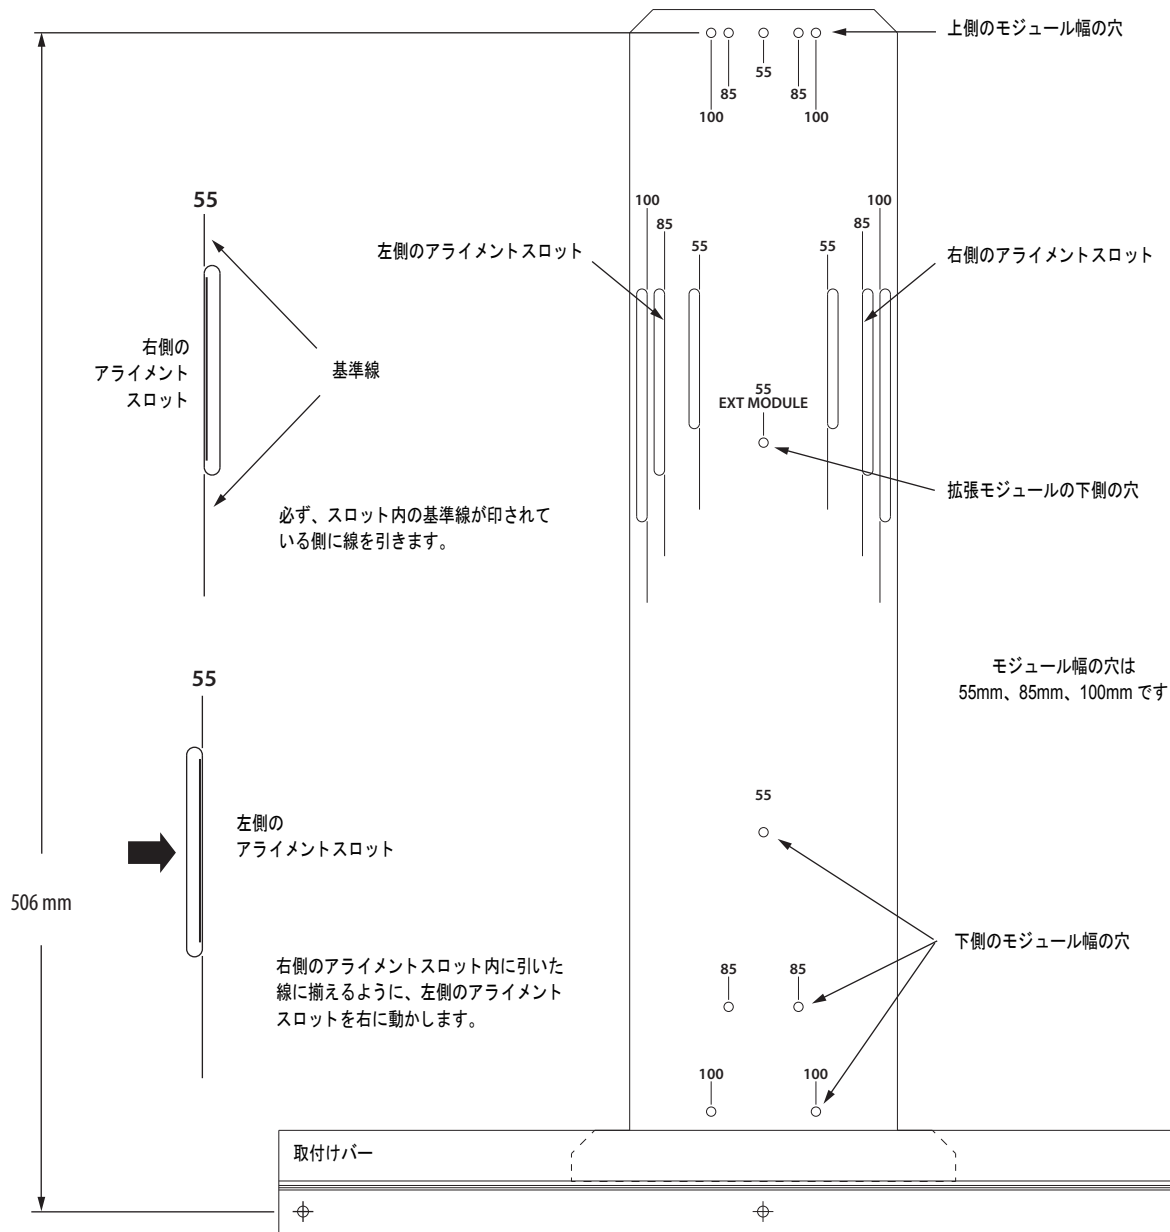 上側のモジュール幅の穴
55
85
85
100
100
55
100
85
55
55
85
100
左側のアライメントスロット
右側のアライメントスロット
右側の
アライメント
スロット
基準線
55
EXT MODULE
拡張モジュールの下側の穴
必ず、スロット内の基準線が印されて
いる側に線を引きます。
モジュール幅の穴は
55mm、85mm、100mm です
55
55
左側の
アライメントスロット
506 mm
下側のモジュール幅の穴
右側のアライメントスロット内に引いた
線に揃えるように、左側のアライメント
スロットを右に動かします。
85
85
100
100
取付けバー